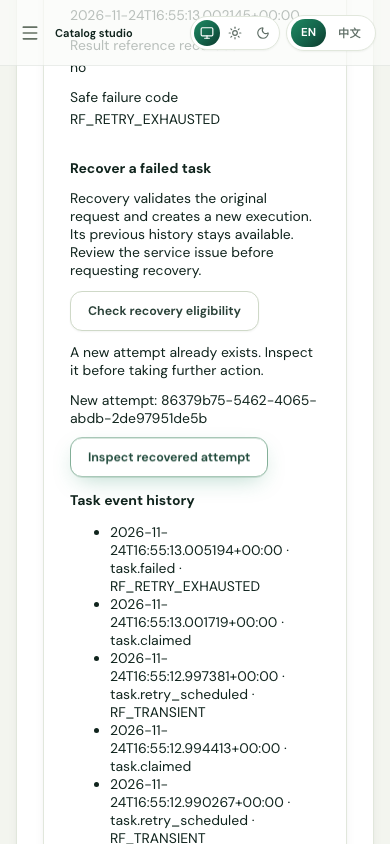 2026-11-24T16:55:13.002145+00:00
Catalog studio
EN
中文
Result reference
no
Safe failure code
RF_RETRY_EXHAUSTED
Recover a failed task
Recovery validates the original
request and creates a new execution.
Its previous history stays available.
Review the service issue before
requesting recovery.
Check recovery eligibility
A new attempt already exists. Inspect
it before taking further action.
New attempt: 86379b75-5462-4065-
abdb-2de97951de5b
Inspect recovered attempt
Task event history
2026-11-
24T16:55:13.005194+00:00 ·
task.failed ·
RF_RETRY_EXHAUSTED
2026-11-
24T16:55:13.001719+00:00 ·
task.claimed
2026-11-
24T16:55:12.997381+00:00 ·
task.retry_scheduled ·
RF_TRANSIENT
2026-11-
24T16:55:12.994413+00:00 ·
task.claimed
2026-11-
24T16:55:12.990267+00:00 ·
task.retry_scheduled ·
RF_TRANSIENT